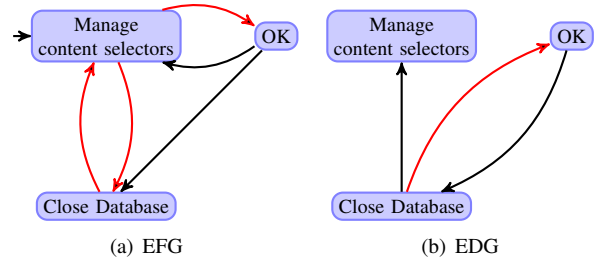 Manage
content selectors
OK
Close Database
(a) EFG
Manage
content selectors
OK
Close Database
(b) EDG